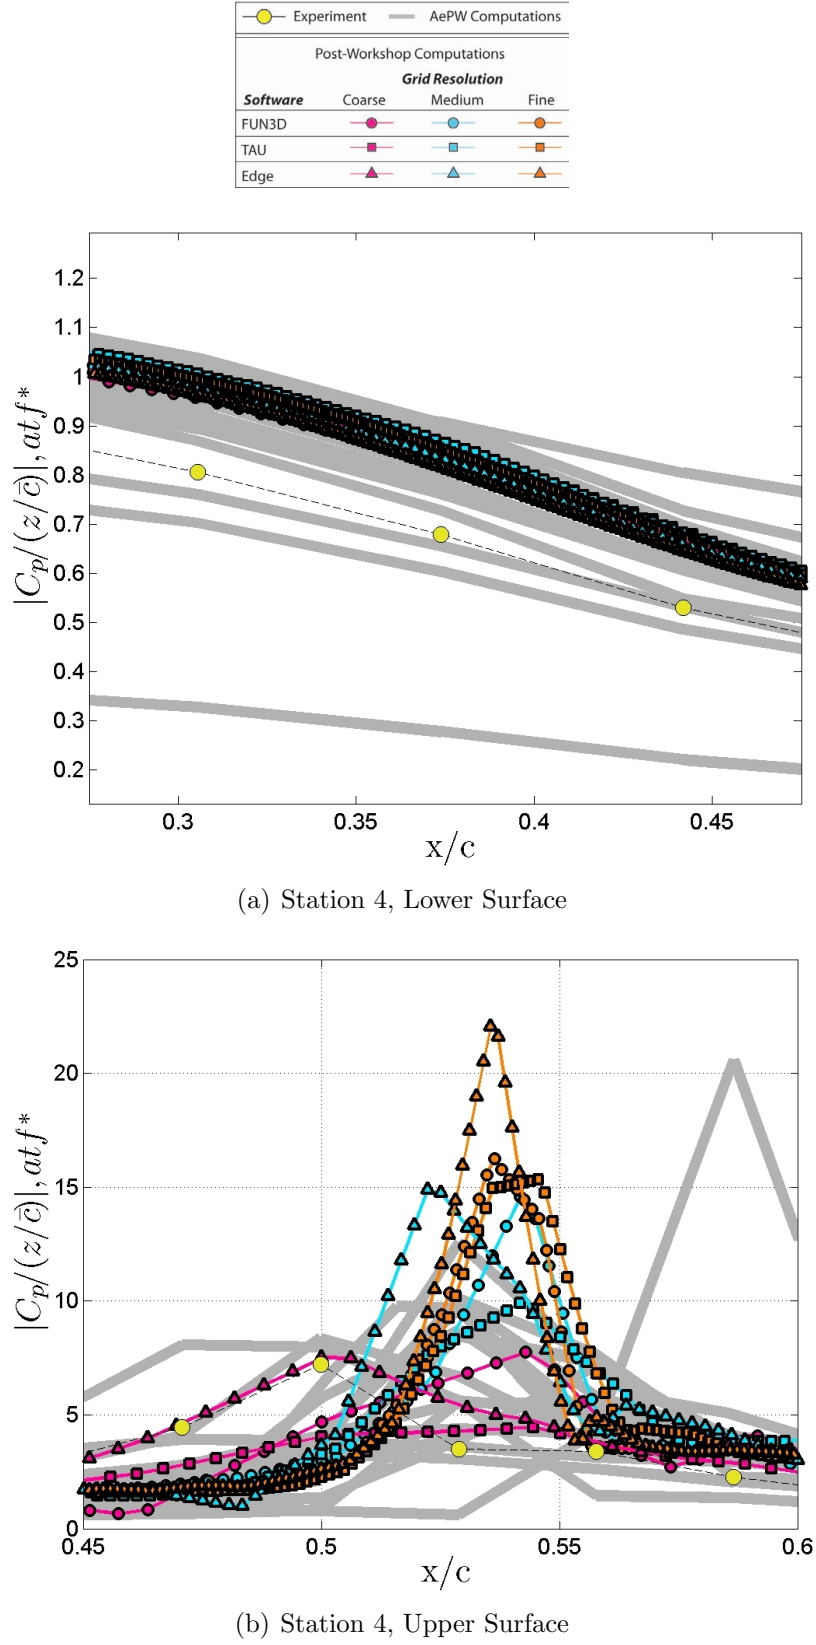 Experiment AePW Computations
Post-Workshop Computations
Grid Resolution
Software Coarse Medium Fine
FUN3D
TAU
Edge
1.2
1.1
1
0.9
0.8
0.7
0.6
0.5
0.4
0.3
0.2
|C_p/(z/c̄)|, at f*
0.3 0.35 0.4 0.45
x/c
(a) Station 4, Lower Surface
25
20
15
10
5
0
|C_p/(z/c̄)|, at f*
0.45 0.5 0.55 0.6
x/c
(b) Station 4, Upper Surface